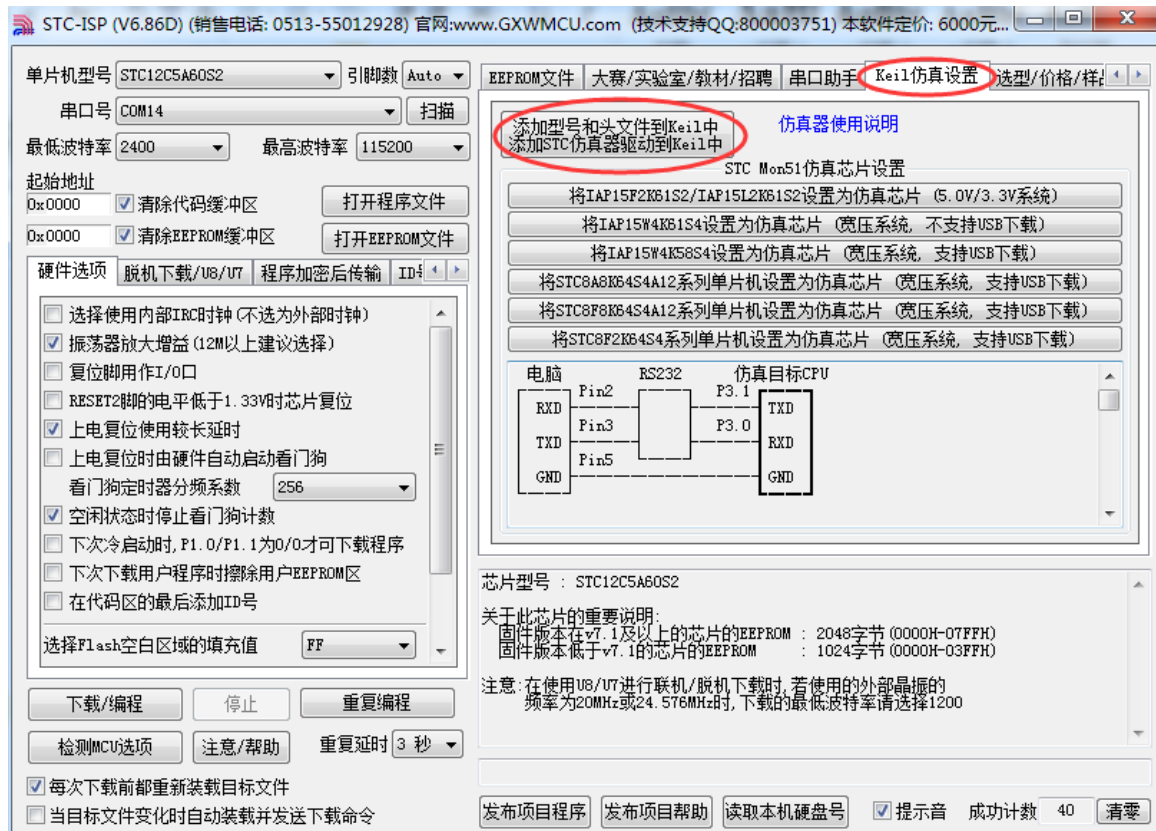 STC-ISP (V6.86D) (销售电话: 0513-55012928) 官网:www.GXWMCU.com (技术支持QQ:800003751) 本软件定价: 6000元...
单片机型号 STC12C5A60S2 引脚数 Auto
串口号 COM14 扫描
最低波特率 2400 最高波特率 115200
起始地址
0x0000 清除代码缓冲区 打开程序文件
0x0000 清除EEPROM缓冲区 打开EEPROM文件
硬件选项 脱机下载/U8/U7 程序加密后传输
选择使用内部IRC时钟(不选为外部时钟)
振荡器放大增益(12M以上建议选择)
复位脚用作I/O口
RESET2脚的电平低于1.33V时芯片复位
上电复位使用较长延时
上电复位时由硬件自动启动看门狗
看门狗定时器分频系数 256
空闲状态时停止看门狗计数
下次冷启动时,P1.0/P1.1为0/0才可下载程序
下次下载用户程序时擦除用户EEPROM区
在代码区的最后添加ID号
选择Flash空白区域的填充值 FF
下载/编程 停止 重复编程
检测MCU选项 注意/帮助 重复延时 3 秒
每次下载前都重新装载目标文件
当目标文件变化时自动装载并发送下载命令
EEPROM文件 大赛/实验室/教材/招聘 串口助手 Keil仿真设置 选型/价格/样
添加型号和头文件到Keil中
添加STC仿真器驱动到Keil中
仿真器使用说明
STC Mon51仿真芯片设置
将IAP15F2K61S2/IAP15L2K61S2设置为仿真芯片 (5.0V/3.3V系统)
将IAP15W4K61S4设置为仿真芯片 (宽压系统, 不支持USB下载)
将IAP15W4K58S4设置为仿真芯片 (宽压系统, 支持USB下载)
将STC8A8K64S4A12系列单片机设置为仿真芯片 (宽压系统, 支持USB下载)
将STC8F8K64S4A12系列单片机设置为仿真芯片 (宽压系统, 支持USB下载)
将STC8F2K64S4系列单片机设置为仿真芯片 (宽压系统, 支持USB下载)
电脑 RS232 仿真目标CPU
Pin2 P3.1
RXD TXD
Pin3 P3.0
TXD RXD
Pin5
GND GND
芯片型号 : STC12C5A60S2
关于此芯片的重要说明:
固件版本在v7.1及以上的芯片的EEPROM : 2048字节(0000H-07FFH)
固件版本低于v7.1的芯片的EEPROM : 1024字节(0000H-03FFH)
注意:在使用U8/U7进行联机/脱机下载时,若使用的外部晶振的
频率为20MHz或24.576MHz时,下载的最低波特率请选择1200
发布项目程序 发布项目帮助 读取本机硬盘号 提示音 成功计数 40 清零